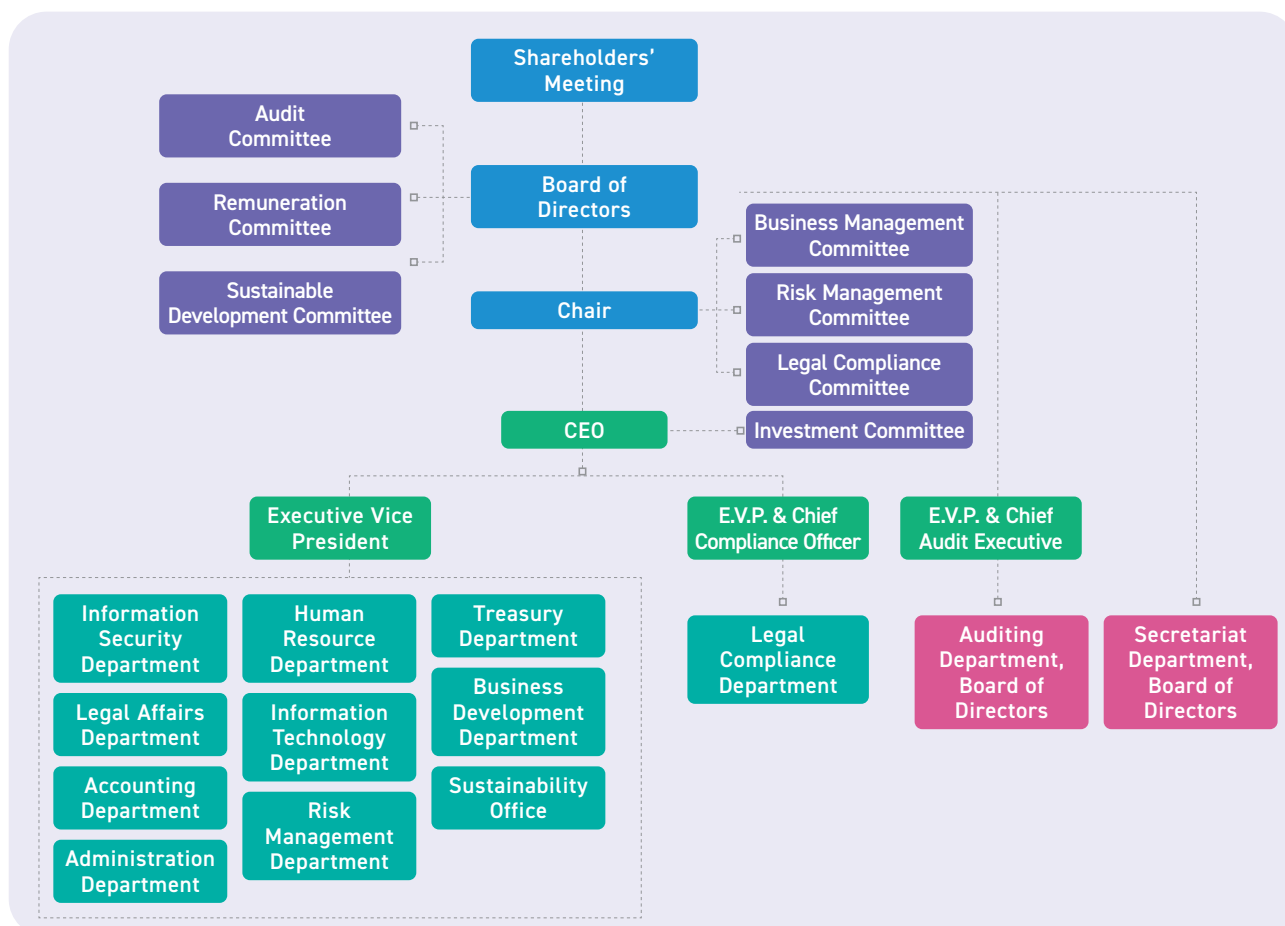 Shareholders'
Meeting
Audit
Committee
Board of
Directors
Remuneration
Committee
Business Management
Committee
Sustainable
Development Committee
Chair
Risk Management
Committee
Legal Compliance
Committee
CEO
Investment Committee
Executive Vice
President
E.V.P. & Chief
Compliance Officer
E.V.P. & Chief
Audit Executive
Information
Security
Department
Human
Resource
Department
Treasury
Department
Legal
Compliance
Department
Auditing
Department,
Board of
Directors
Secretariat
Department,
Board of
Directors
Legal Affairs
Department
Information
Technology
Department
Business
Development
Department
Accounting
Department
Risk
Management
Department
Sustainability
Office
Administration
Department